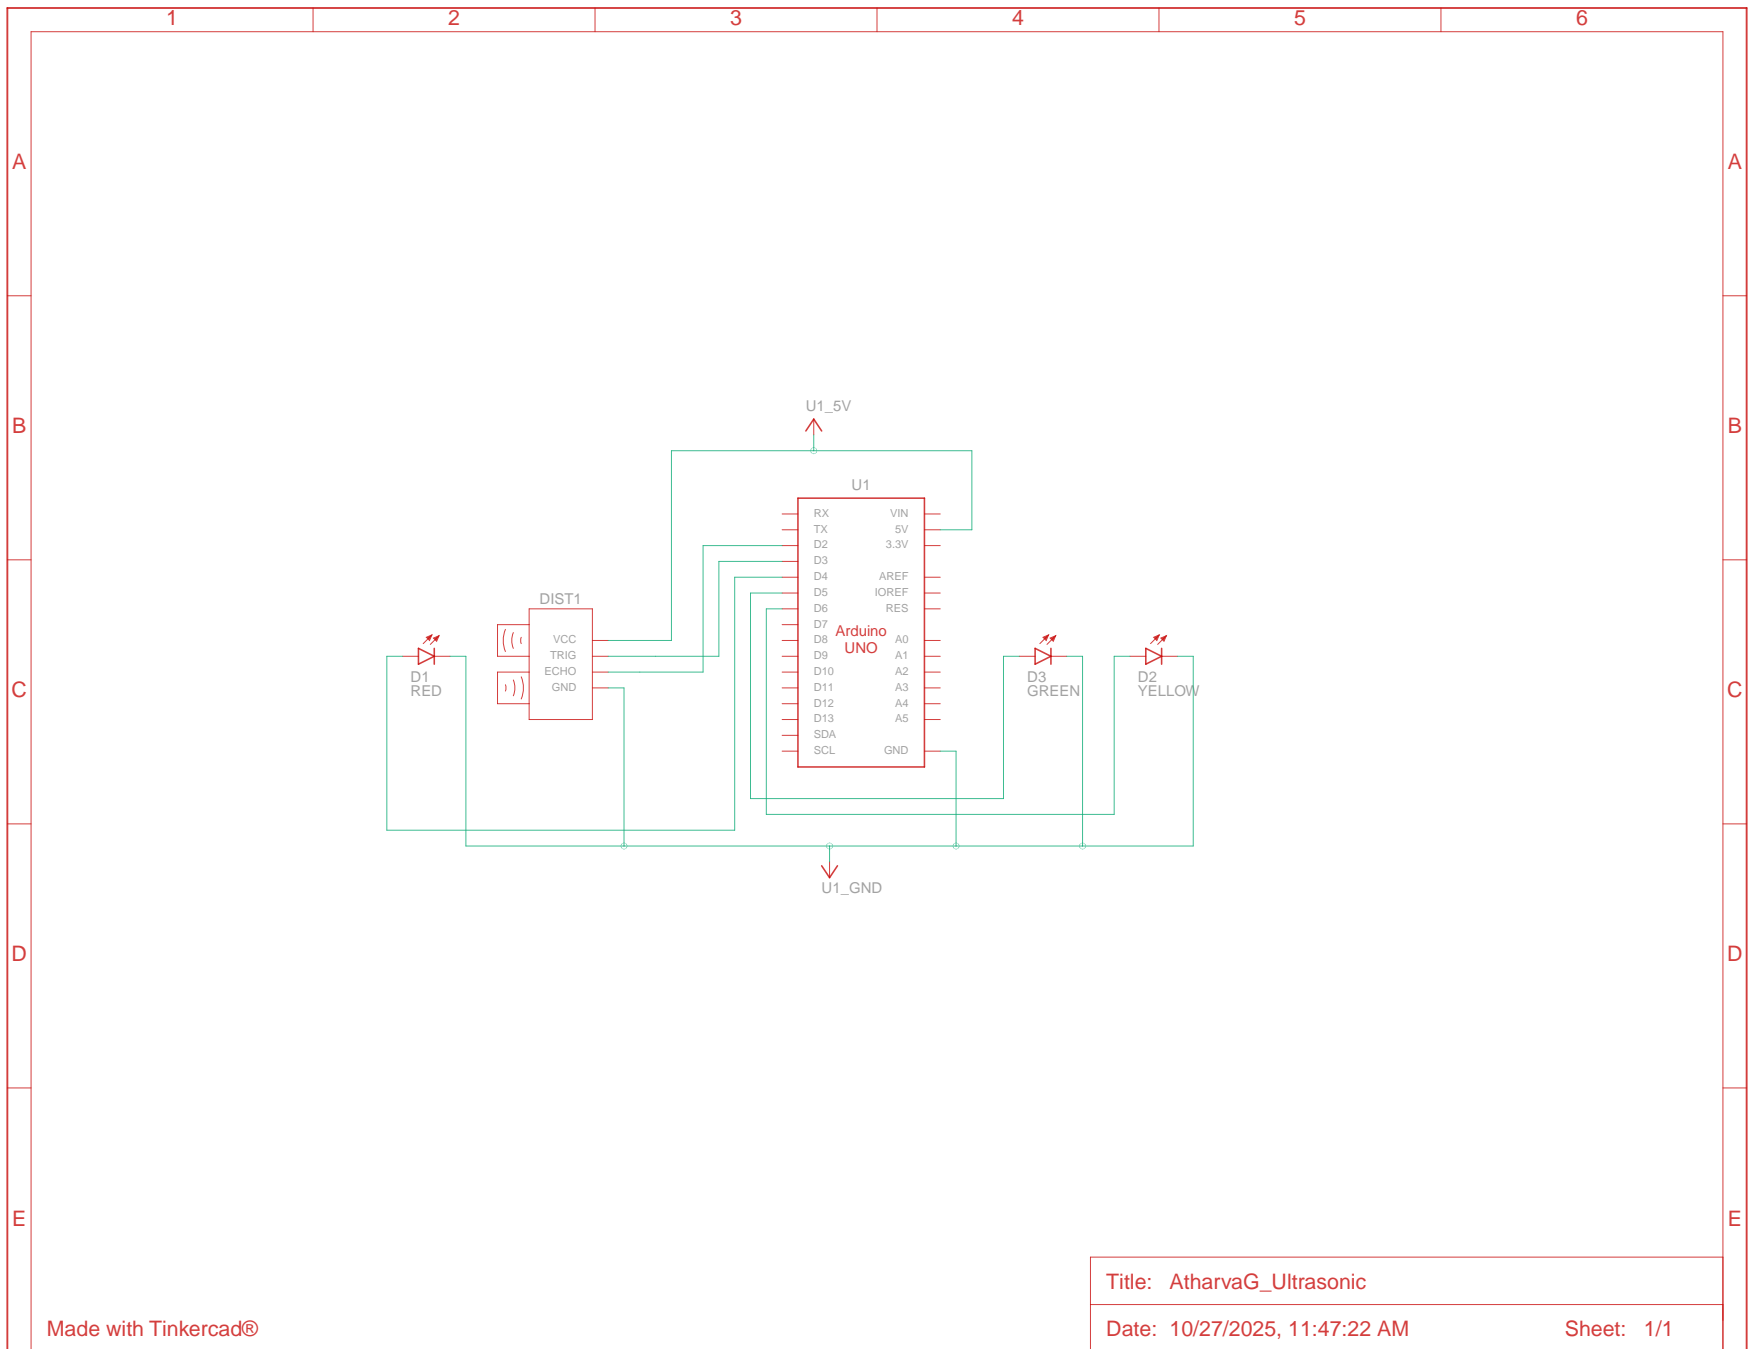 1 2 3 4 5 6
A A
B B
U1_5V
U1
RX VIN
TX 5V
D2 3.3V
D3
D4 AREF
D5 IOREF
D6 RES
D7
Arduino
UNO
D8 A0
D9 A1
D10 A2
D11 A3
D12 A4
D13 A5
SDA
SCL GND
DIST1
VCC
TRIG
ECHO
GND
D1
RED
D3
GREEN
D2
YELLOW
C C
U1_GND
D D
E E
Title: AtharvaG_Ultrasonic
Made with Tinkercad®
Date: 10/27/2025, 11:47:22 AM Sheet: 1/1